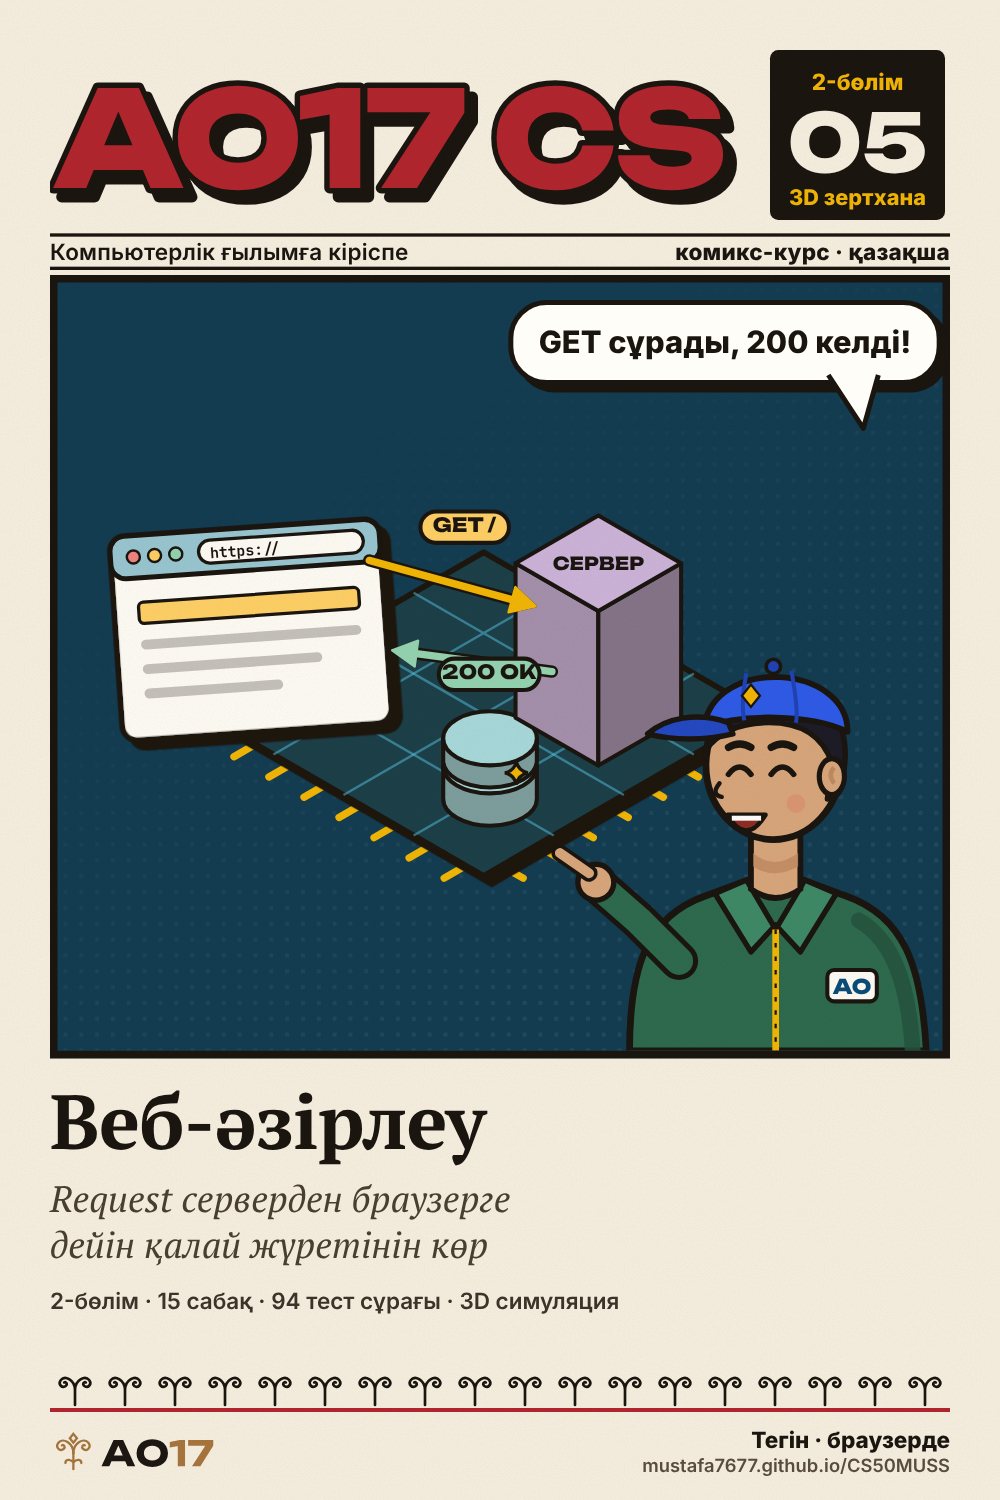 AO17 CS
2-бөлім
05
3D зертхана
Компьютерлік ғылымға кіріспе
комикс-курс · қазақша
GET сұрады, 200 келді!
GET /
https://
СЕРВЕР
200 OK
AO
Веб-әзірлеу
Request серверден браузерге
дейін қалай жүретінін көр
2-бөлім · 15 сабақ · 94 тест сұрағы · 3D симуляция
AO17
Тегін · браузерде
mustafa7677.github.io/CS50MUSS